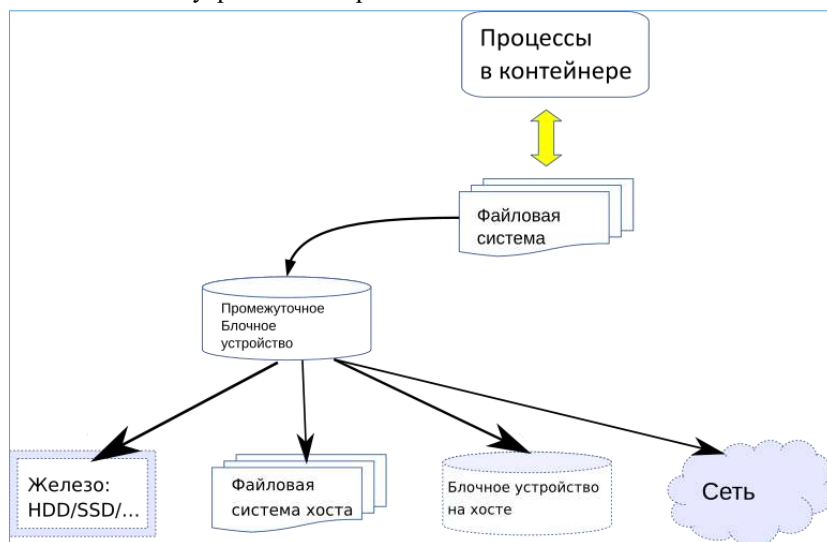 Процессы
в контейнере
Файловая
система
Промежуточное
Блочное
устройство
Железо:
HDD/SSD/...
Файловая
система хоста
Блочное устройство
на хосте
Сеть